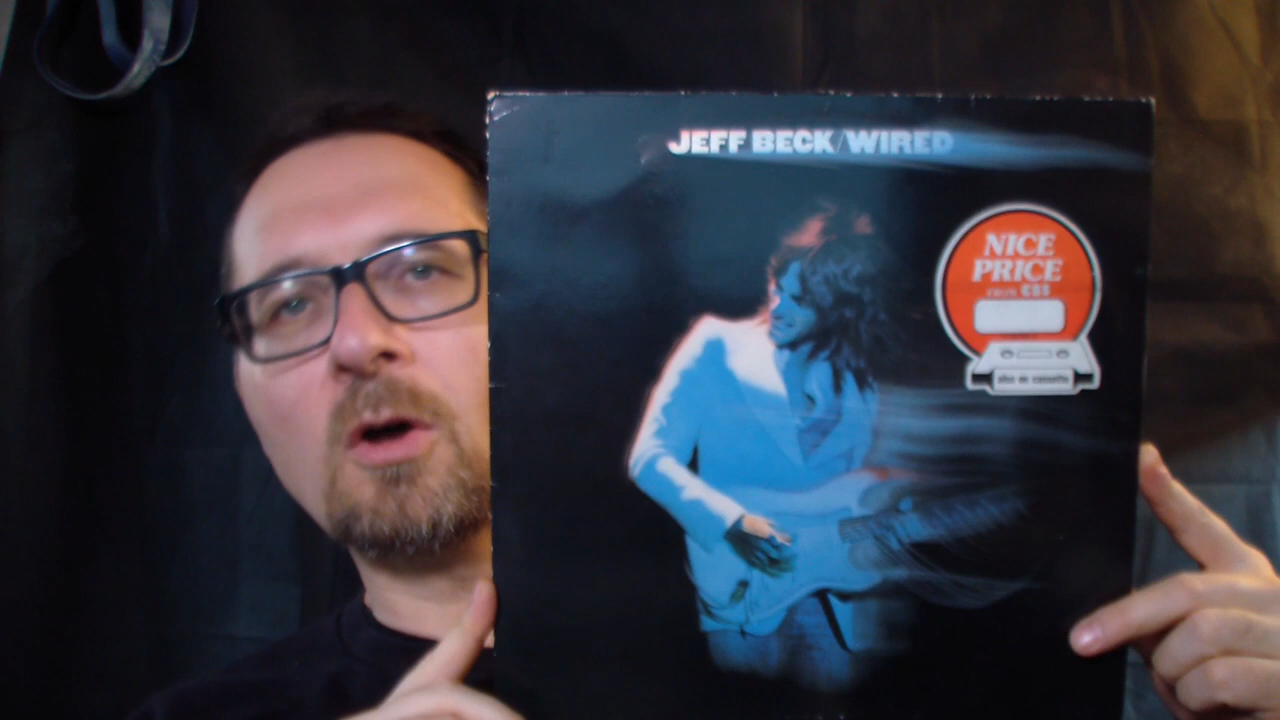 JEFF BECK/WIRED
NICE
PRICE
FROM CBS
also on cassette